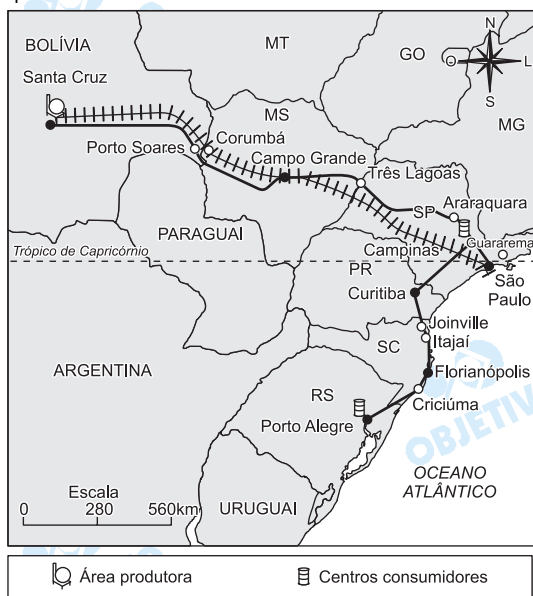 BOLÍVIA
MT
GO
N
O
L
S
Santa Cruz
MS
MG
Porto Soares
Corumbá
Campo Grande
Três Lagoas
Araraquara
SP
PARAGUAI
Campinas
Guararema
Trópico de Capricórnio
PR
São
Paulo
Curitiba
Joinville
Itajaí
SC
ARGENTINA
Florianópolis
RS
Criciúma
Porto Alegre
OBJETIV
OCEANO
ATLÂNTICO
Escala
0 280 560km
URUGUAI
Área produtora
Centros consumidores